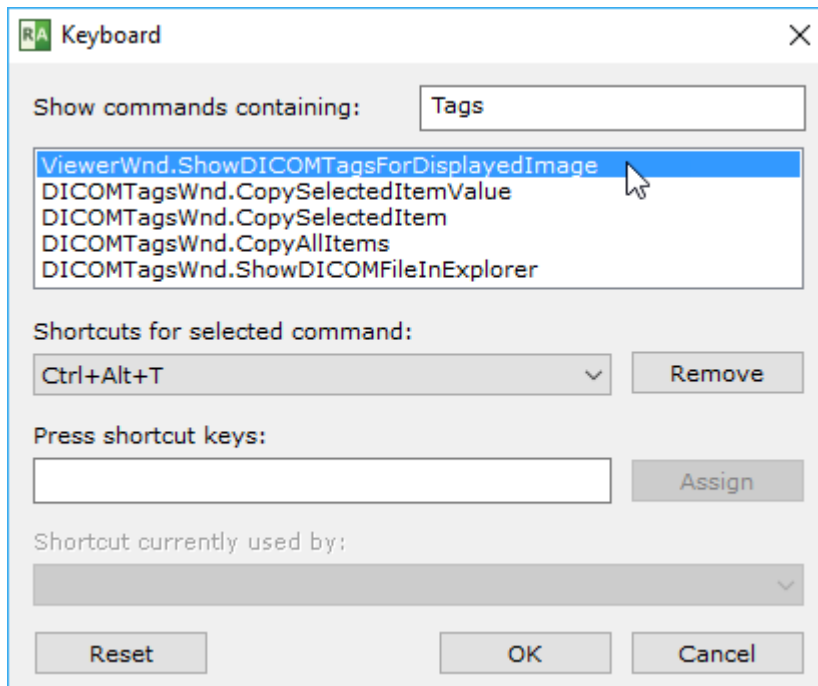 RA Keyboard
Show commands containing: Tags
ViewerWnd.ShowDICOMTagsForDisplayedImage
DICOMTagsWnd.CopySelectedItemValue
DICOMTagsWnd.CopySelectedItem
DICOMTagsWnd.CopyAllItems
DICOMTagsWnd.ShowDICOMFileInExplorer
Shortcuts for selected command:
Ctrl+Alt+T Remove
Press shortcut keys:
Assign
Shortcut currently used by:
Reset OK Cancel